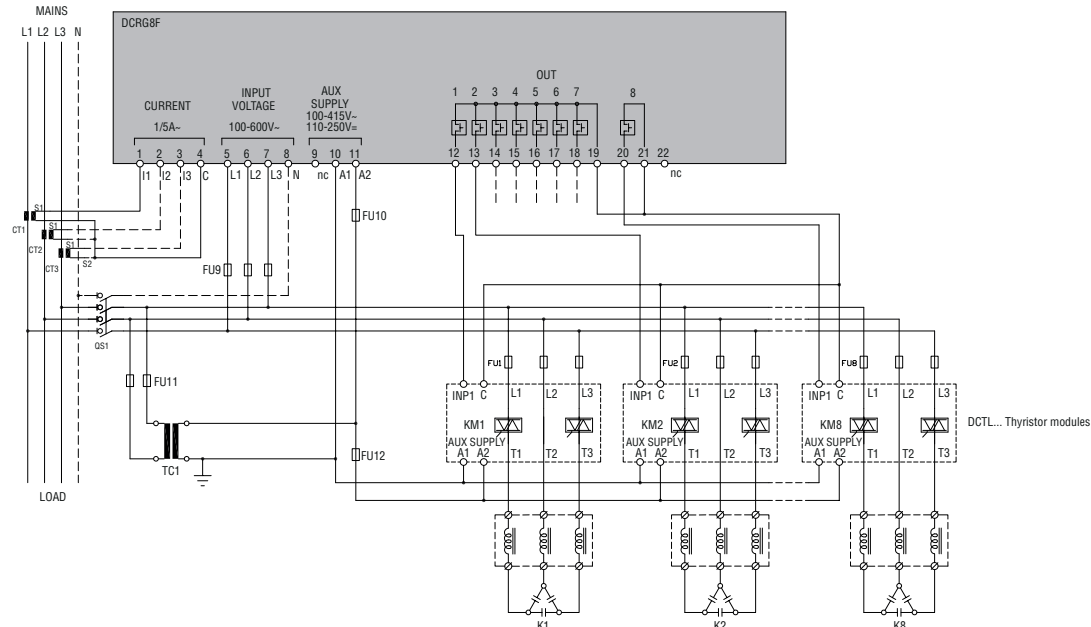 MAINS
L1 L2 L3 N
DCRG8F
OUT
1 2 3 4 5 6 7 8
CURRENT
1/5A~
INPUT
VOLTAGE
100-600V~
AUX
SUPPLY
100-415V~
110-250V=
1 2 3 4 5 6 7 8 9 10 11 12 13 14 15 16 17 18 19 20 21 22
I1 I2 I3 C L1 L2 L3 N nc A1 A2 nc
FU10
S1
CT1
S1
CT2
S1
CT3
S2
FU9
QS1
FU11
FU12
TC1
LOAD
FU1 FU2 FU8
INP1 C L1 L2 L3
KM1
AUX SUPPLY
A1 A2 T1 T2 T3
INP1 C L1 L2 L3
KM2
AUX SUPPLY
A1 A2 T1 T2 T3
INP1 C L1 L2 L3
KM8
AUX SUPPLY
A1 A2 T1 T2 T3
DCTL... Thyristor modules
K1 K2 K8